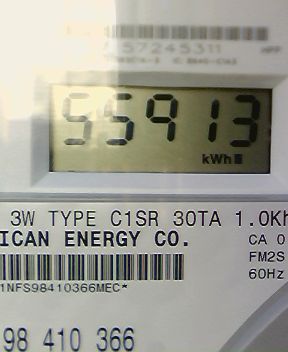 57245311
55913
kWh
3W TYPE C1SR 30TA 1.0Kh
ICAN ENERGY CO.
CA 0
FM2S
60Hz
1NFS98410366MEC*
98 410 366